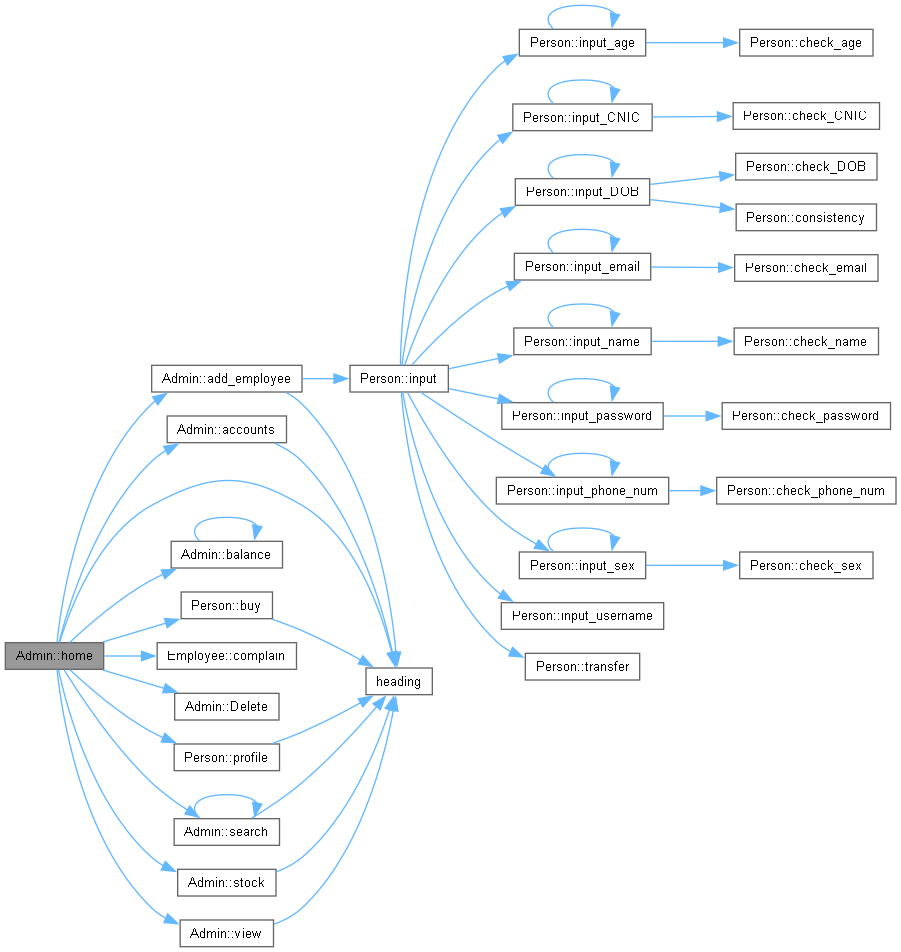 Person::input_age
Person::check_age
Person::input_CNIC
Person::check_CNIC
Person::input_DOB
Person::check_DOB
Person::consistency
Person::input_email
Person::check_email
Person::input_name
Person::check_name
Admin::add_employee
Person::input
Person::input_password
Person::check_password
Admin::accounts
Person::input_phone_num
Person::check_phone_num
Admin::balance
Person::input_sex
Person::check_sex
Person::buy
Person::input_username
Admin::home
Employee::complain
Person::transfer
heading
Admin::Delete
Person::profile
Admin::search
Admin::stock
Admin::view